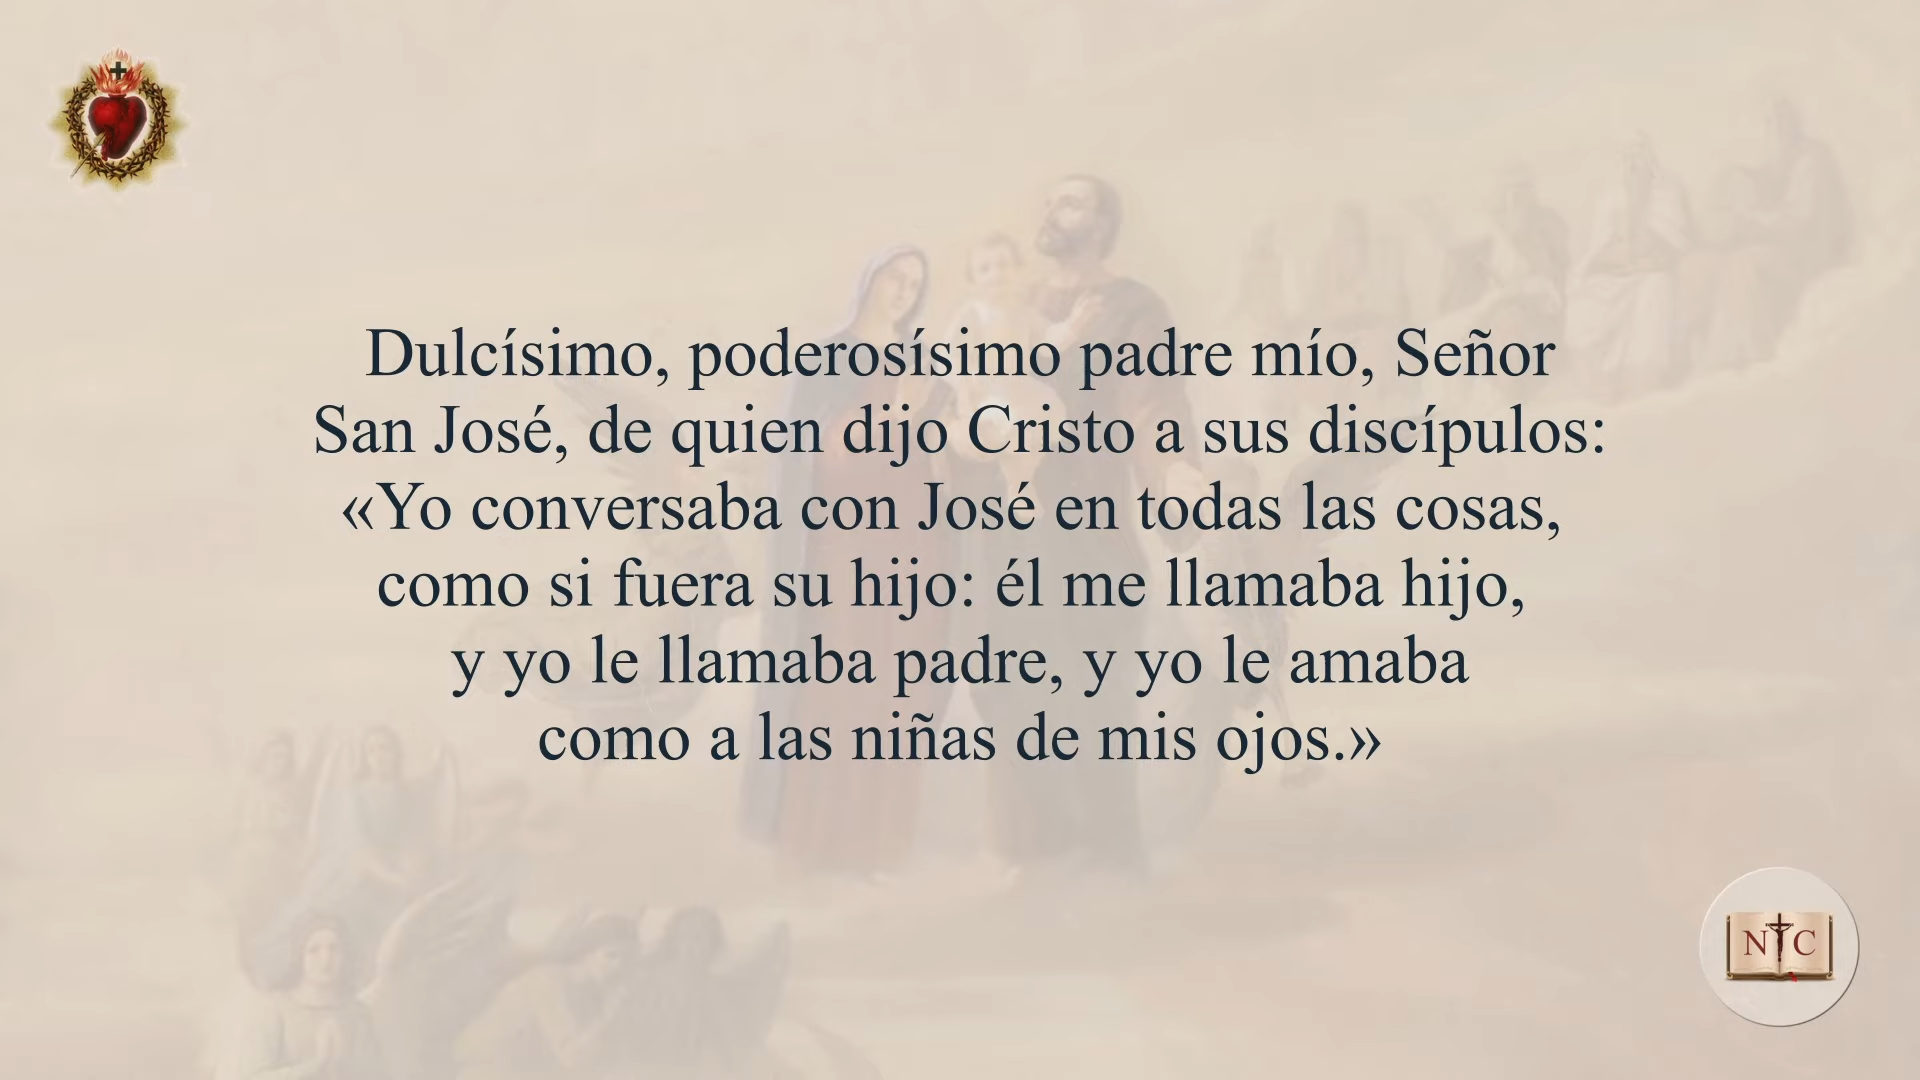 Dulcísimo, poderosísimo padre mío, Señor
San José, de quien dijo Cristo a sus discípulos:
«Yo conversaba con José en todas las cosas,
como si fuera su hijo: él me llamaba hijo,
y yo le llamaba padre, y yo le amaba
como a las niñas de mis ojos.»
N C